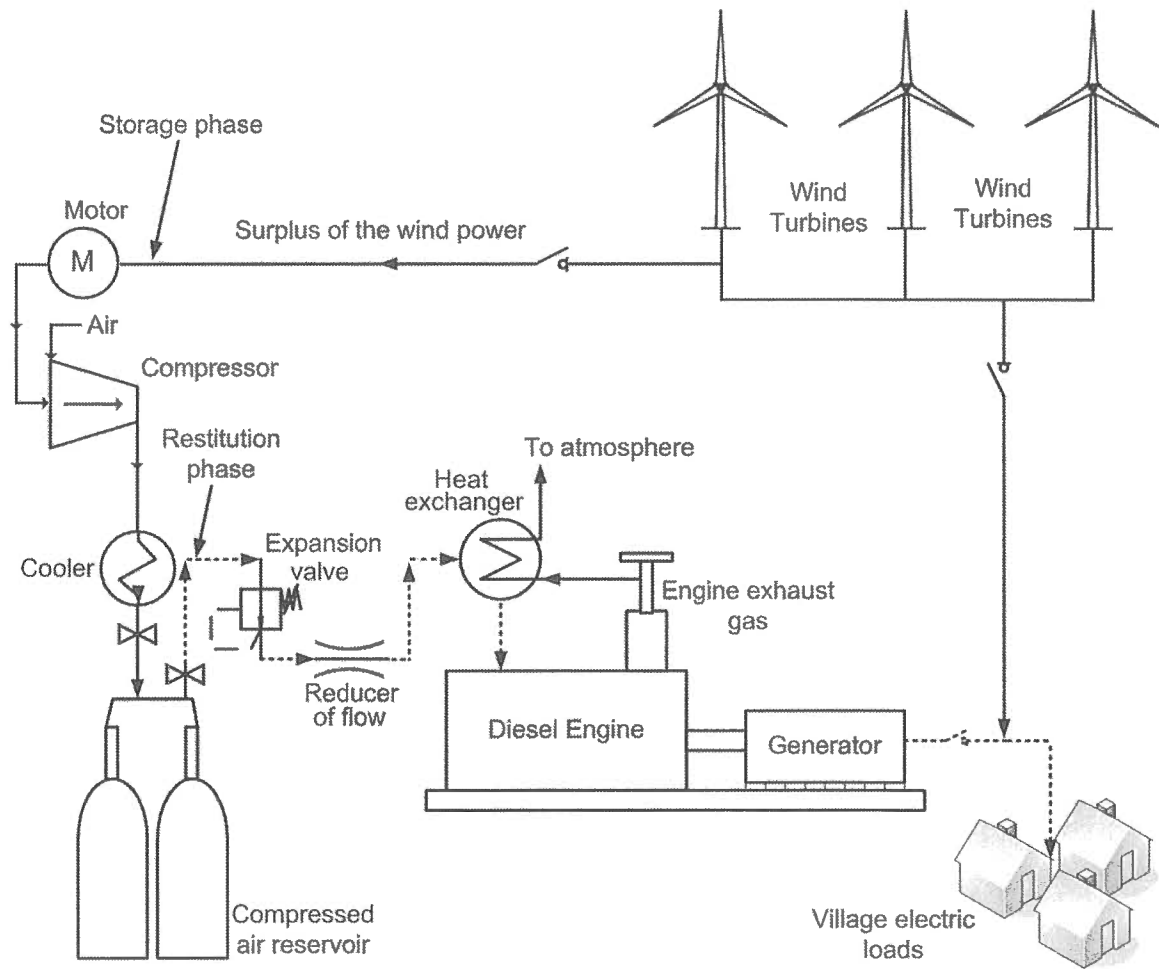 Storage phase
Wind
Turbines
Wind
Turbines
Motor
M
Surplus of the wind power
Air
Compressor
Restitution
phase
To atmosphere
Heat
exchanger
Cooler
Expansion
valve
Engine exhaust
gas
Reducer
of flow
Diesel Engine
Generator
Compressed
air reservoir
Village electric
loads